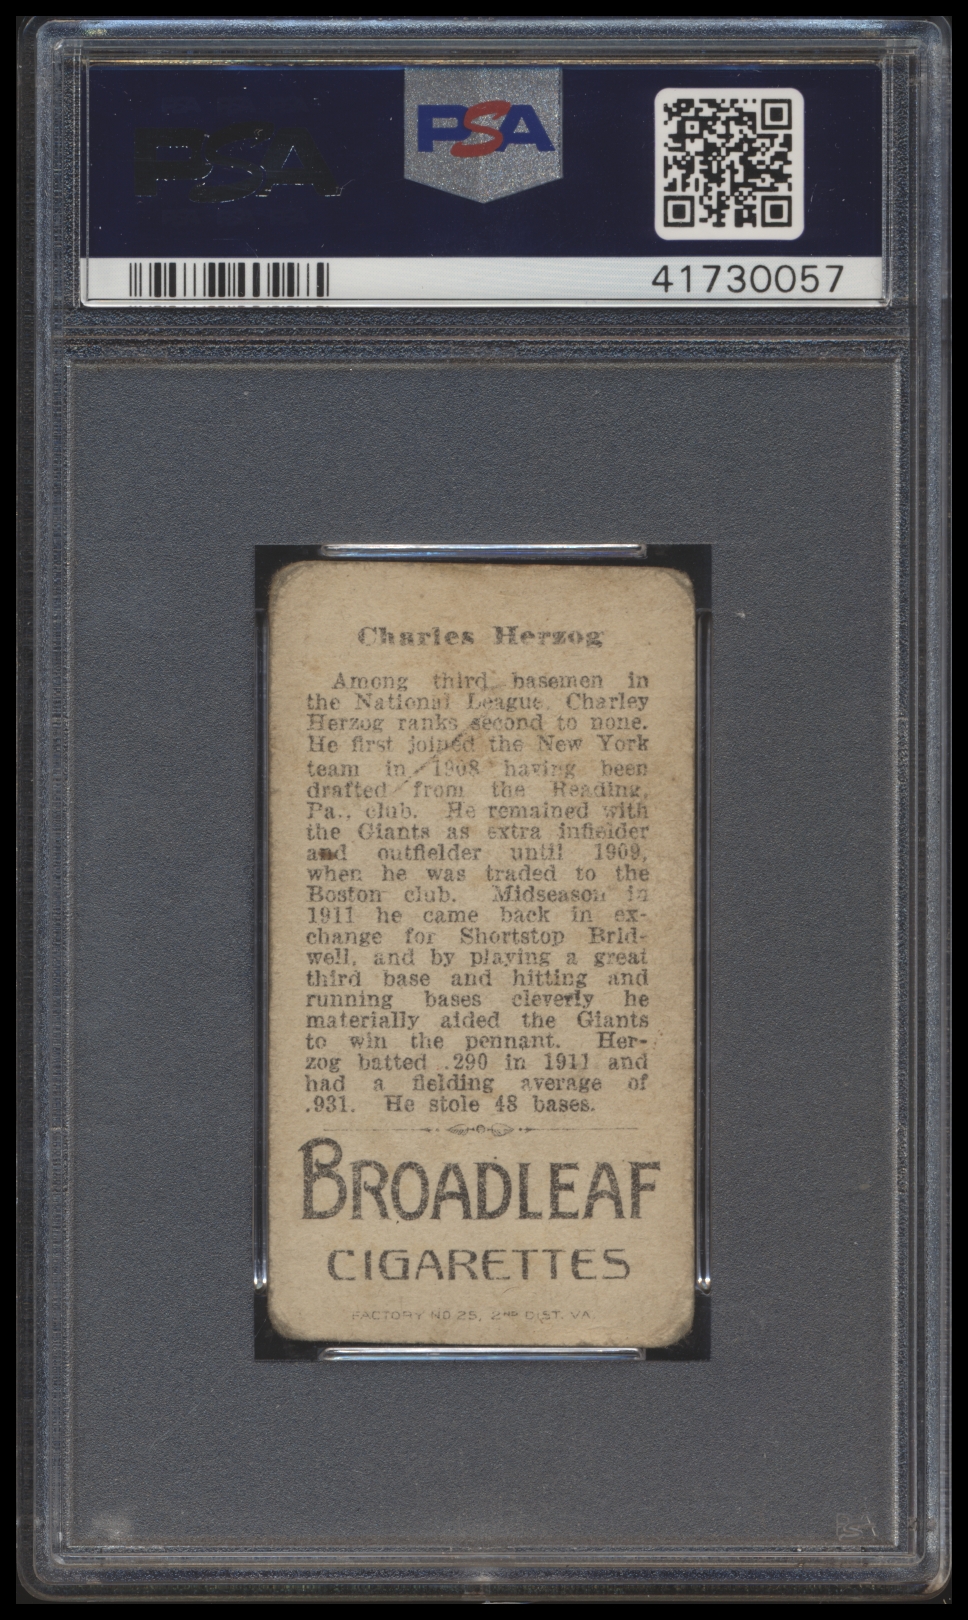 PSA
PSA
41730057
Charles Herzog
Among third basemen in
the National League, Charley
Herzog ranks second to none.
He first joined the New York
team in 1908 having been
drafted from the Reading,
Pa., club. He remained with
the Giants as extra infielder
and outfielder until 1909,
when he was traded to the
Boston club. Midseason in
1911 he came back in ex-
change for Shortstop Brid-
well, and by playing a great
third base and hitting and
running bases cleverly he
materially aided the Giants
to win the pennant. Her-
zog batted .290 in 1911 and
had a fielding average of
.931. He stole 48 bases.
BROADLEAF
CIGARETTES
FACTORY NO 25, 2ND DIST. VA.
PSA